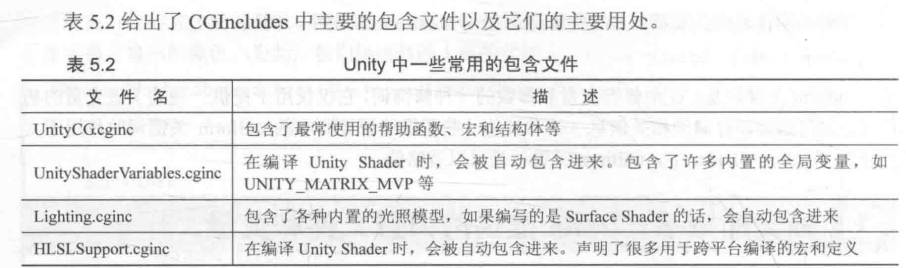 表 5.2 给出了 CGIncludes 中主要的包含文件以及它们的主要用处。
表 5.2 Unity 中一些常用的包含文件
文 件 名 描 述
UnityCG.cginc 包含了最常使用的帮助函数、宏和结构体等
UnityShaderVariables.cginc 在编译 Unity Shader 时，会被自动包含进来。包含了许多内置的全局变量，如
UNITY_MATRIX_MVP 等
Lighting.cginc 包含了各种内置的光照模型，如果编写的是 Surface Shader 的话，会自动包含进来
HLSLSupport.cginc 在编译 Unity Shader 时，会被自动包含进来。声明了很多用于跨平台编译的宏和定义